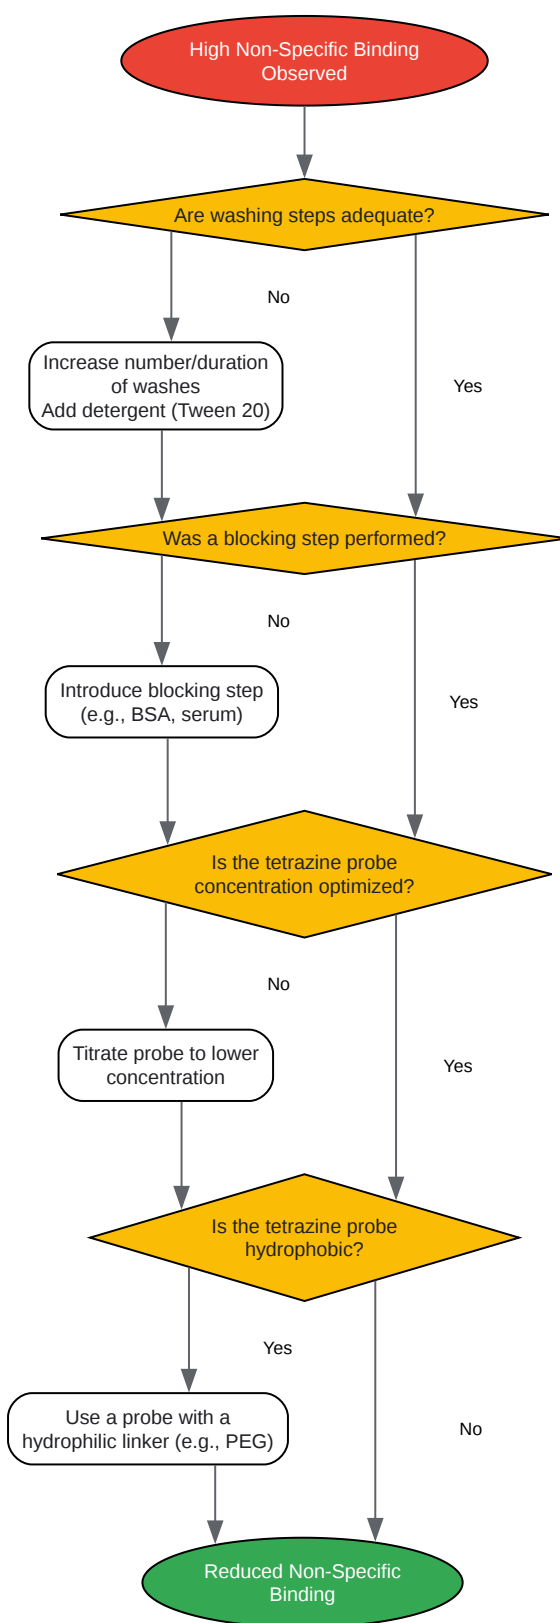 High Non-Specific Binding
Observed
Are washing steps adequate?
No
Increase number/duration
of washes
Add detergent (Tween 20)
Yes
Was a blocking step performed?
No
Introduce blocking step
(e.g., BSA, serum)
Yes
Is the tetrazine probe
concentration optimized?
No
Titrate probe to lower
concentration
Yes
Is the tetrazine probe
hydrophobic?
Yes
Use a probe with a
hydrophilic linker (e.g., PEG)
No
Reduced Non-Specific
Binding